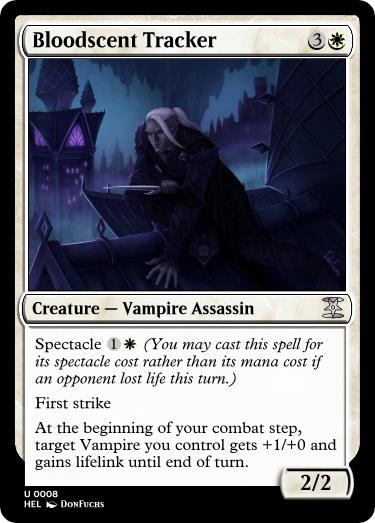 Bloodscent Tracker 3
Creature — Vampire Assassin
Spectacle 1 (You may cast this spell for
its spectacle cost rather than its mana cost if
an opponent lost life this turn.)
First strike
At the beginning of your combat step,
target Vampire you control gets +1/+0 and
gains lifelink until end of turn.
2/2
U 0008
HEL DonFuchs